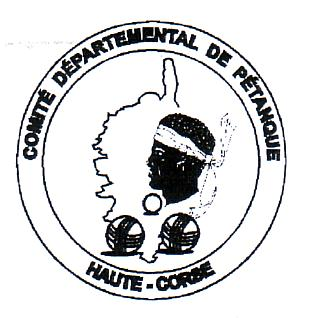 COMITÉ DÉPARTEMENTAL DE PÉTANQUE
HAUTE - CORSE